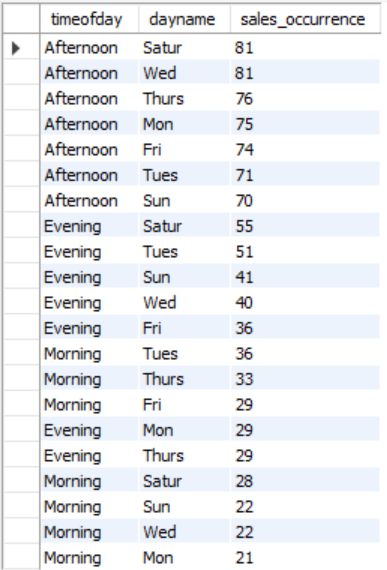 timeofday dayname sales_occurrence
Afternoon Satur 81
Afternoon Wed 81
Afternoon Thurs 76
Afternoon Mon 75
Afternoon Fri 74
Afternoon Tues 71
Afternoon Sun 70
Evening Satur 55
Evening Tues 51
Evening Sun 41
Evening Wed 40
Evening Fri 36
Morning Tues 36
Morning Thurs 33
Morning Fri 29
Evening Mon 29
Evening Thurs 29
Morning Satur 28
Morning Sun 22
Morning Wed 22
Morning Mon 21